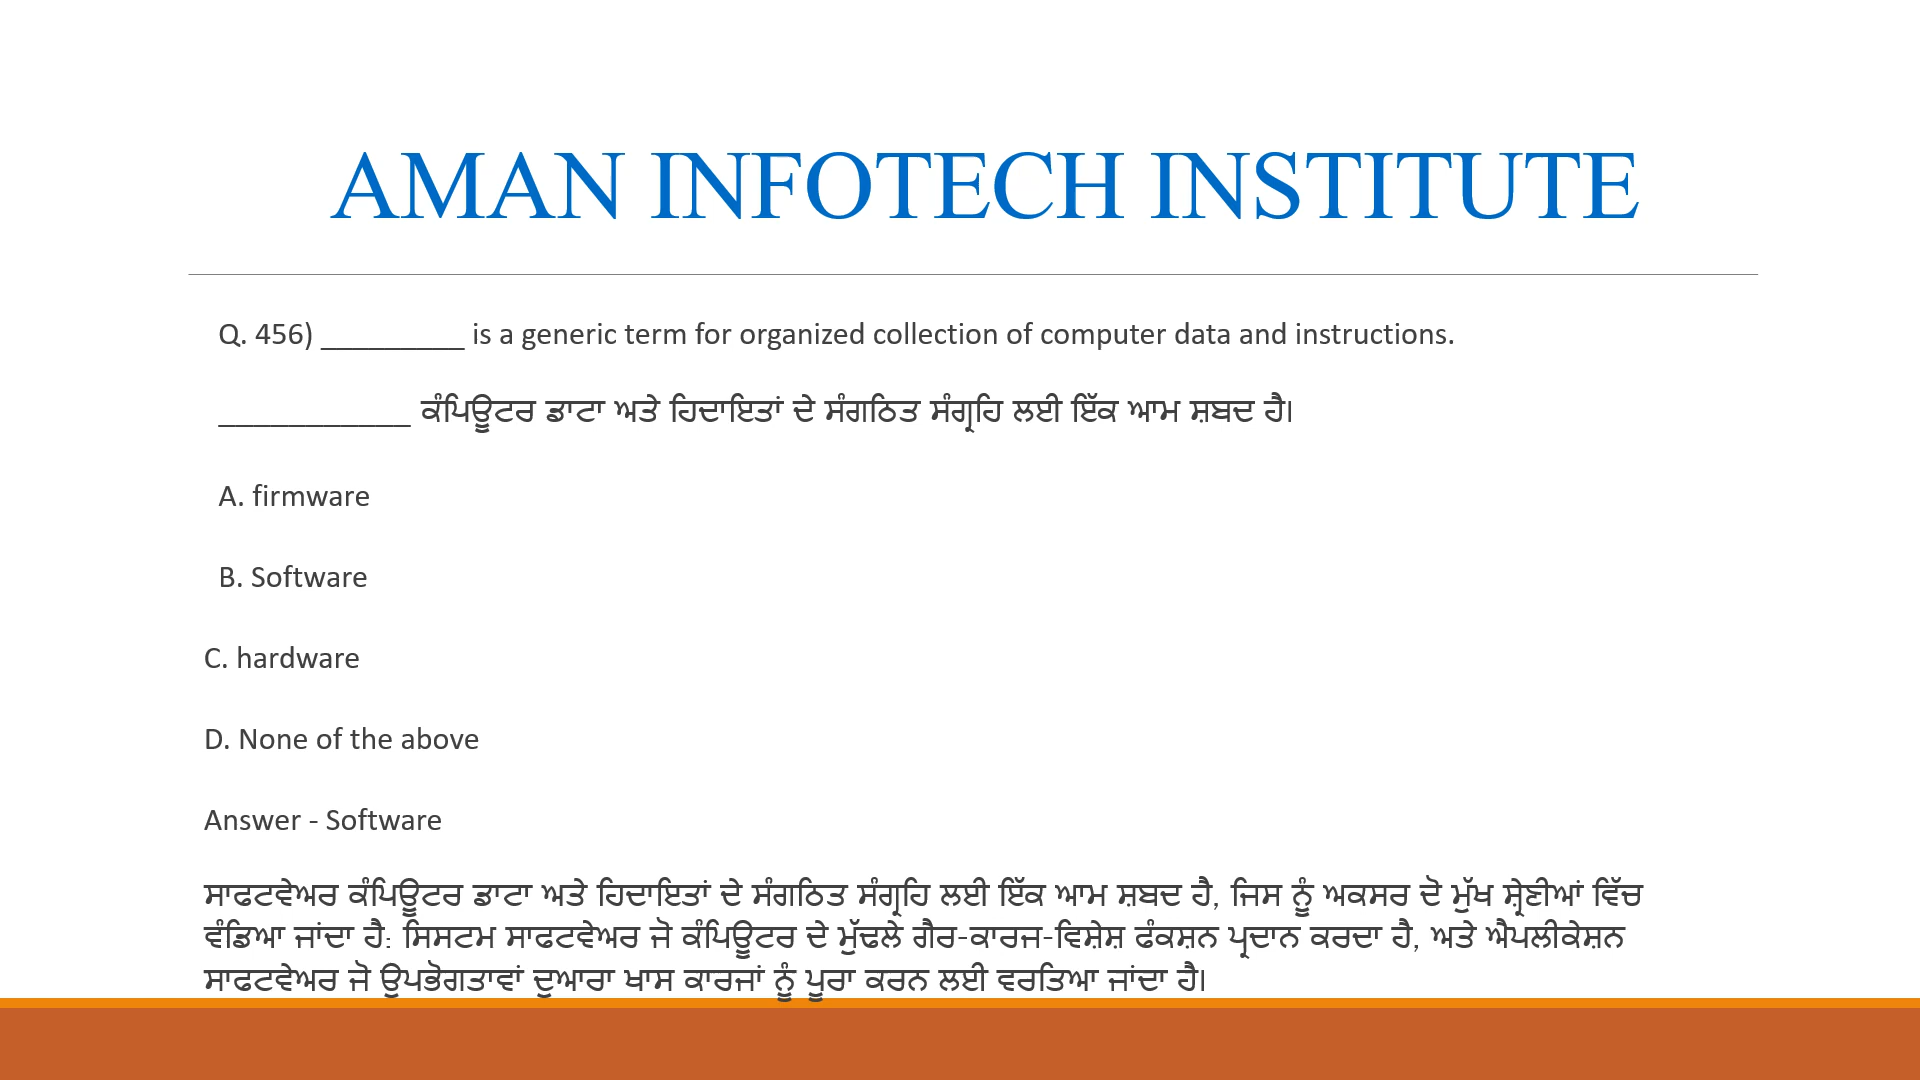 AMAN INFOTECH INSTITUTE
Q. 456) _________ is a generic term for organized collection of computer data and instructions.
____________ ਕੰਪਿਊਟਰ ਡਾਟਾ ਅਤੇ ਹਿਦਾਇਤਾਂ ਦੇ ਸੰਗਠਿਤ ਸੰਗ੍ਰਹਿ ਲਈ ਇੱਕ ਆਮ ਸ਼ਬਦ ਹੈ।
A. firmware
B. Software
C. hardware
D. None of the above
Answer - Software
ਸਾਫਟਵੇਅਰ ਕੰਪਿਊਟਰ ਡਾਟਾ ਅਤੇ ਹਿਦਾਇਤਾਂ ਦੇ ਸੰਗਠਿਤ ਸੰਗ੍ਰਹਿ ਲਈ ਇੱਕ ਆਮ ਸ਼ਬਦ ਹੈ, ਜਿਸ ਨੂੰ ਅਕਸਰ ਦੋ ਮੁੱਖ ਸ਼੍ਰੇਣੀਆਂ ਵਿੱਚ
ਵੰਡਿਆ ਜਾਂਦਾ ਹੈ: ਸਿਸਟਮ ਸਾਫਟਵੇਅਰ ਜੋ ਕੰਪਿਊਟਰ ਦੇ ਮੁੱਢਲੇ ਗੈਰ-ਕਾਰਜ-ਵਿਸ਼ੇਸ਼ ਫੰਕਸ਼ਨ ਪ੍ਰਦਾਨ ਕਰਦਾ ਹੈ, ਅਤੇ ਐਪਲੀਕੇਸ਼ਨ
ਸਾਫਟਵੇਅਰ ਜੋ ਉਪਭੋਗਤਾਵਾਂ ਦੁਆਰਾ ਖਾਸ ਕਾਰਜਾਂ ਨੂੰ ਪੂਰਾ ਕਰਨ ਲਈ ਵਰਤਿਆ ਜਾਂਦਾ ਹੈ।